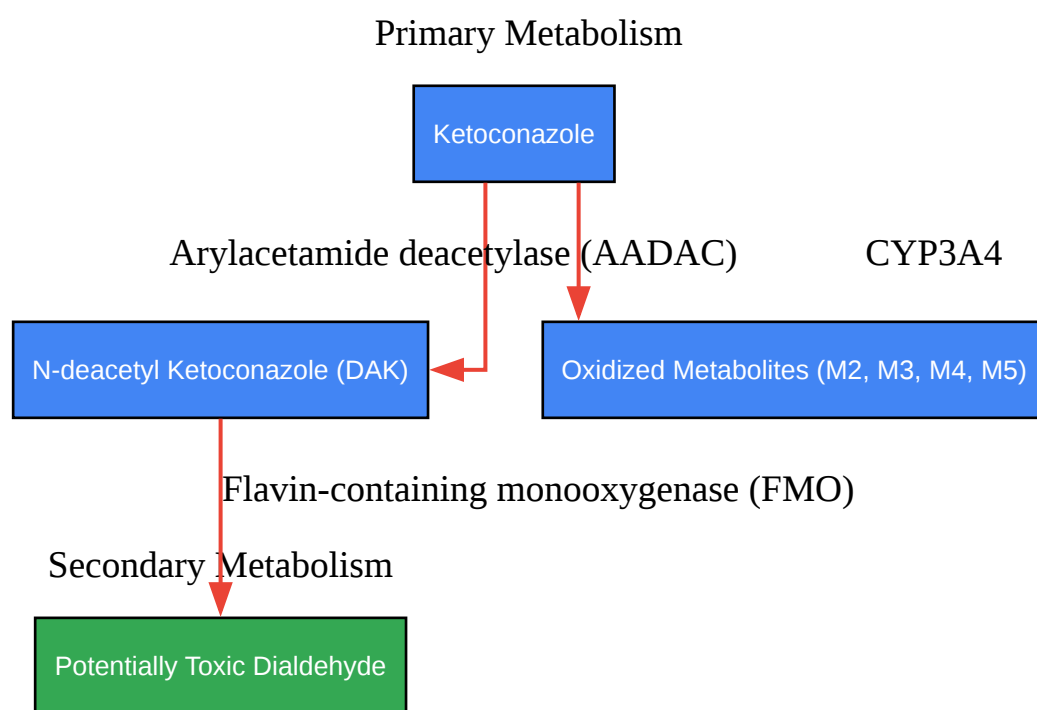 Primary Metabolism
Ketoconazole
Arylacetamide deacetylase (AADAC)
CYP3A4
N-deacetyl Ketoconazole (DAK)
Oxidized Metabolites (M2, M3, M4, M5)
Flavin-containing monooxygenase (FMO)
Secondary Metabolism
Potentially Toxic Dialdehyde